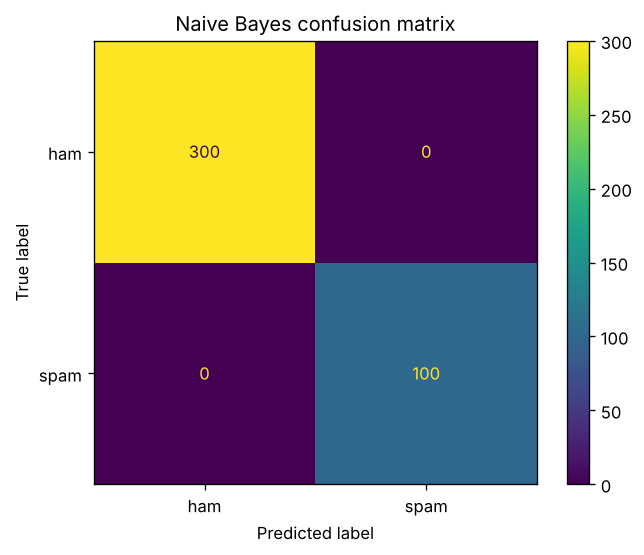 Naive Bayes confusion matrix
True label
ham
300
0
spam
0
100
ham
spam
Predicted label
300
250
200
150
100
50
0